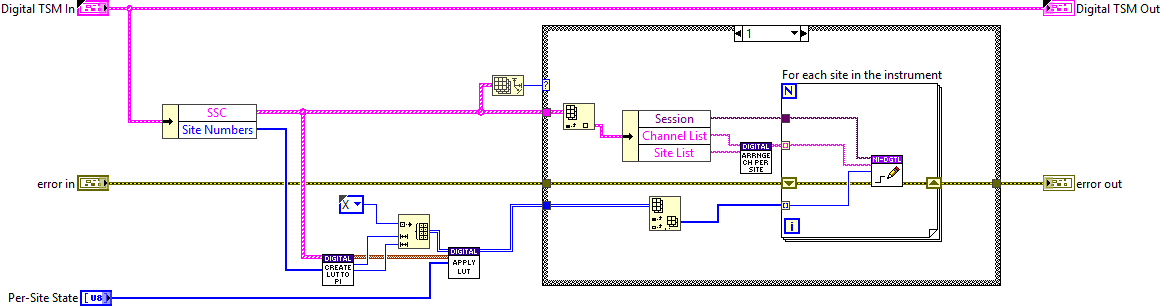 Digital TSM In
Digital TSM Out
1
For each site in the instrument
N
?
SSC
Site Numbers
Session
Channel List
Site List
DIGITAL
ARRNGE
CH PER
SITE
NI-DGTL
error in
error out
X
i
DIGITAL
CREATE
LUT TO
PI
DIGITAL
APPLY
LUT
Per-Site State
U8